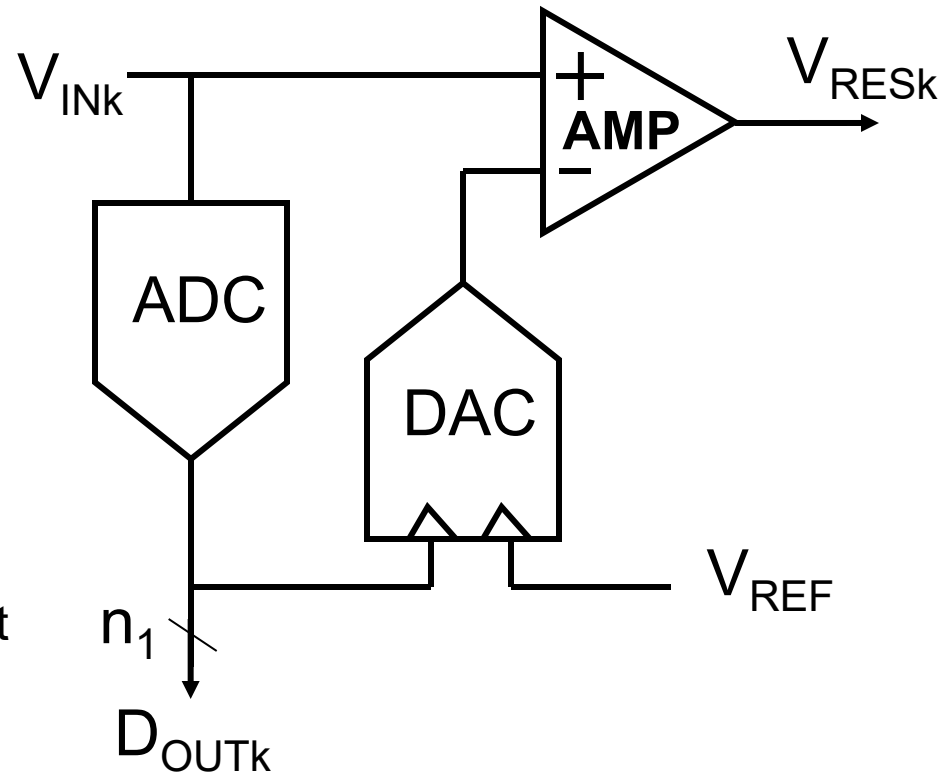 V_INk
+
AMP
−
V_RESk
ADC
DAC
V_REF
t
n_1
D_OUTk